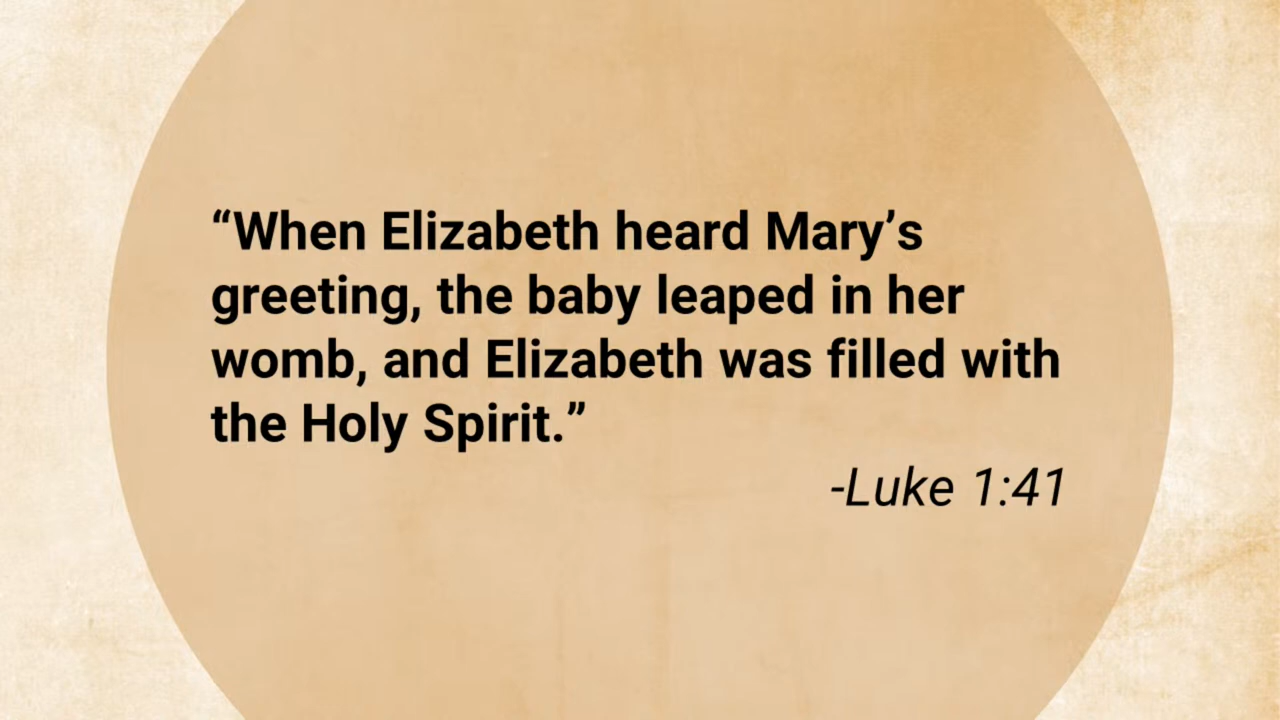 “When Elizabeth heard Mary’s
greeting, the baby leaped in her
womb, and Elizabeth was filled with
the Holy Spirit.”
-Luke 1:41